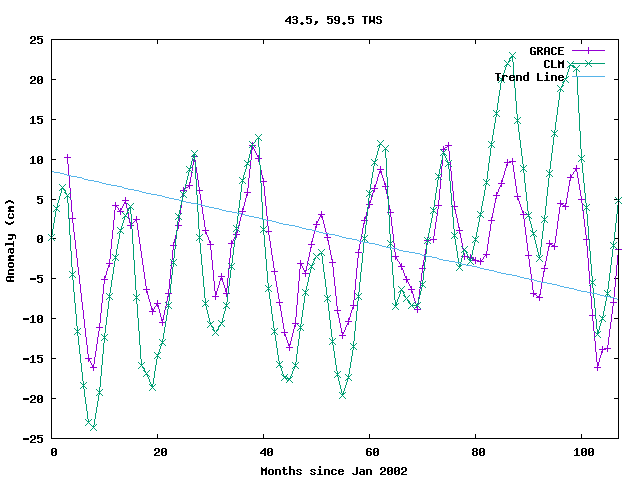 43.5, 59.5 TWS
GRACE
CLM
Trend Line
25
20
15
10
5
0
-5
-10
-15
-20
-25
Anomaly (cm)
0 20 40 60 80 100
Months since Jan 2002